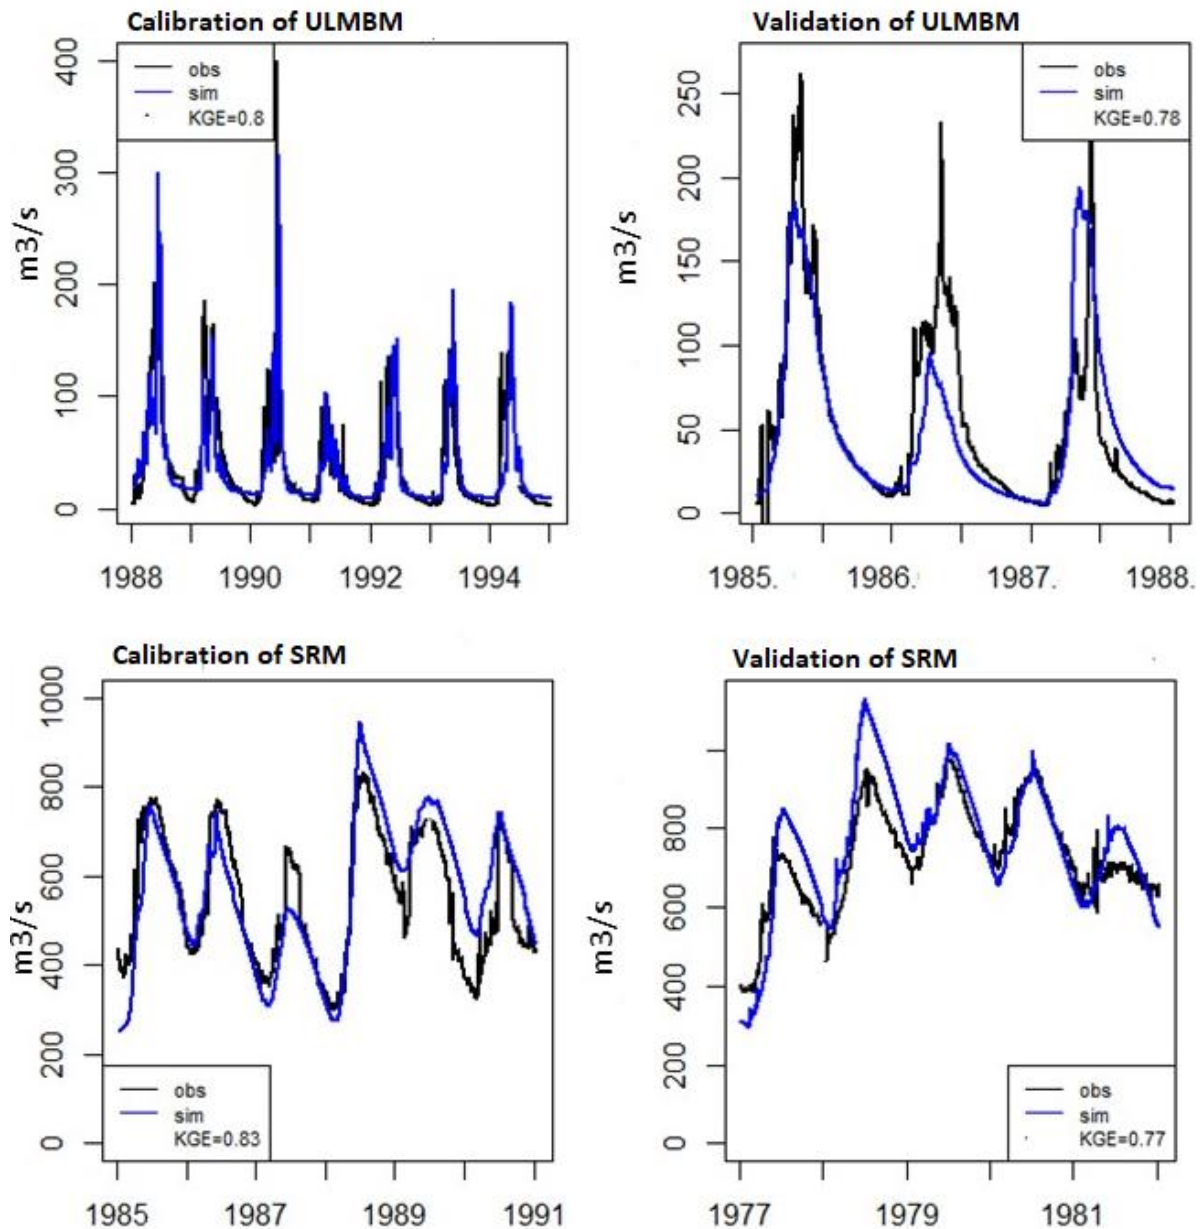 Calibration of ULMBM
400
300
200
100
0
m3/s
obs
sim
KGE=0.8
1988 1990 1992 1994
Validation of ULMBM
250
200
150
100
50
0
m3/s
obs
sim
KGE=0.78
1985. 1986. 1987. 1988.
Calibration of SRM
1000
800
600
400
200
0
m3/s
obs
sim
KGE=0.83
1985 1987 1989 1991
Validation of SRM
800
600
400
200
0
m3/s
obs
sim
KGE=0.77
1977 1979 1981